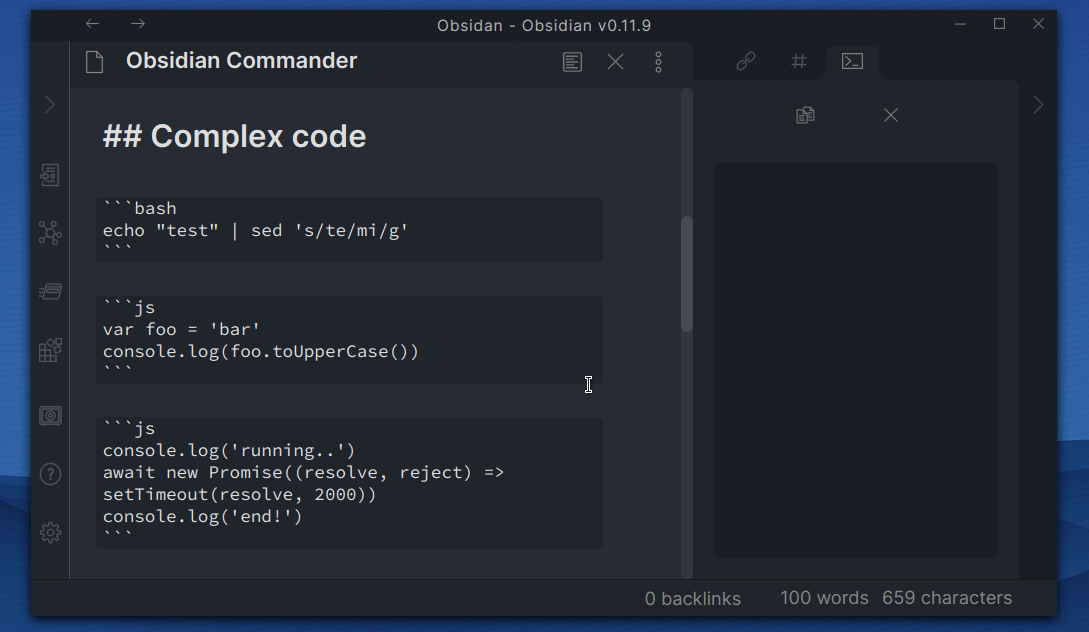 Obsidan - Obsidian v0.11.9
Obsidian Commander
## Complex code
```bash
echo "test" | sed 's/te/mi/g'
```
```js
var foo = 'bar'
console.log(foo.toUpperCase())
```
```js
console.log('running..')
await new Promise((resolve, reject) =>
setTimeout(resolve, 2000))
console.log('end!')
```
0 backlinks 100 words 659 characters